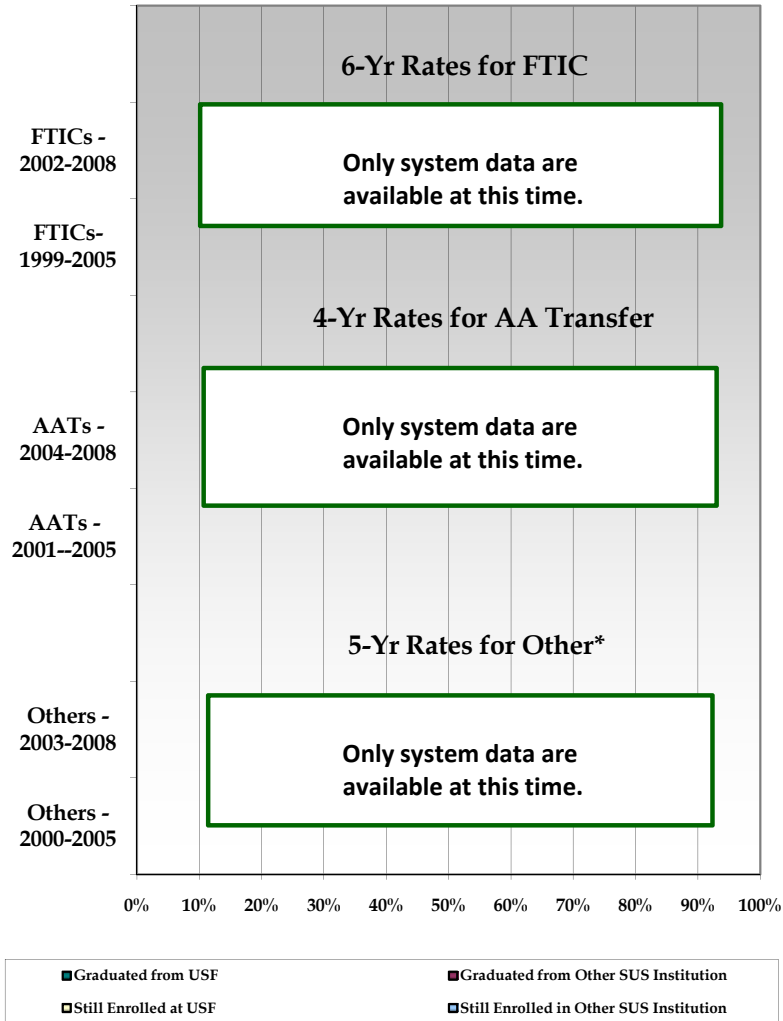 6-Yr Rates for FTIC
FTICs -
2002-2008
Only system data are
available at this time.
FTICs-
1999-2005
4-Yr Rates for AA Transfer
AATs -
2004-2008
Only system data are
available at this time.
AATs -
2001--2005
5-Yr Rates for Other*
Others -
2003-2008
Only system data are
available at this time.
Others -
2000-2005
0% 10% 20% 30% 40% 50% 60% 70% 80% 90% 100%
Graduated from USF Graduated from Other SUS Institution
Still Enrolled at USF Still Enrolled in Other SUS Institution